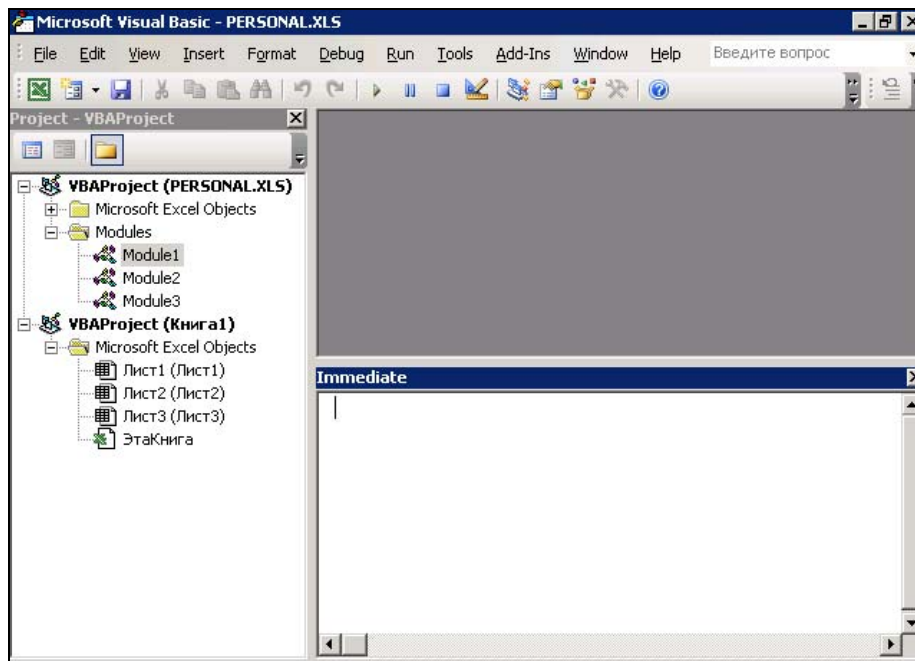 Microsoft Visual Basic - PERSONAL.XLS
File Edit View Insert Format Debug Run Tools Add-Ins Window Help Введите вопрос
Project - VBAProject
VBAProject (PERSONAL.XLS)
Microsoft Excel Objects
Modules
Module1
Module2
Module3
VBAProject (Книга1)
Microsoft Excel Objects
Лист1 (Лист1)
Лист2 (Лист2)
Лист3 (Лист3)
ЭтаКнига
Immediate